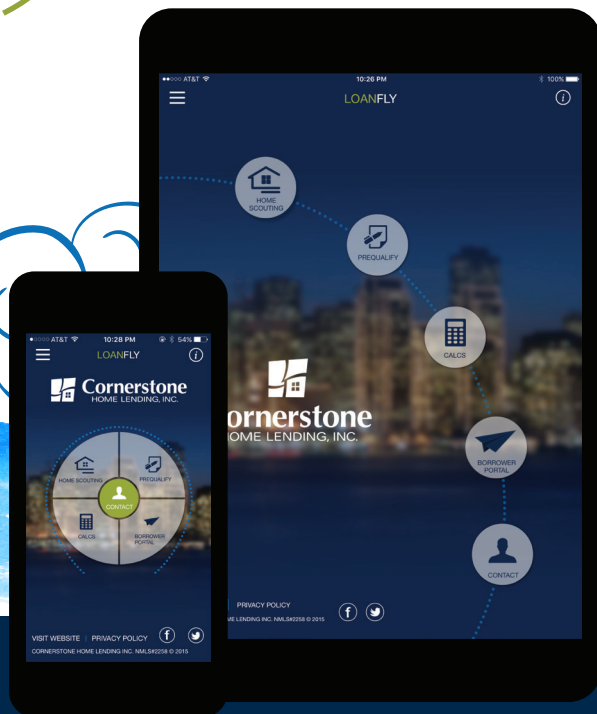 ●●○○○ AT&T
10:26 PM
100%
LOANFLY
i
HOME
SCOUTING
PREQUALIFY
CALCS
ornerstone
OME LENDING, INC.
BORROWER
PORTAL
CONTACT
PRIVACY POLICY
ME LENDING INC. NMLS#2258 © 2015
f
●○○○○ AT&T
10:28 PM
54%
LOANFLY
i
Cornerstone
HOME LENDING, INC.
HOME SCOUTING
PREQUALIFY
CONTACT
CALCS
BORROWER
PORTAL
VISIT WEBSITE | PRIVACY POLICY
f
CORNERSTONE HOME LENDING INC. NMLS#2258 © 2015